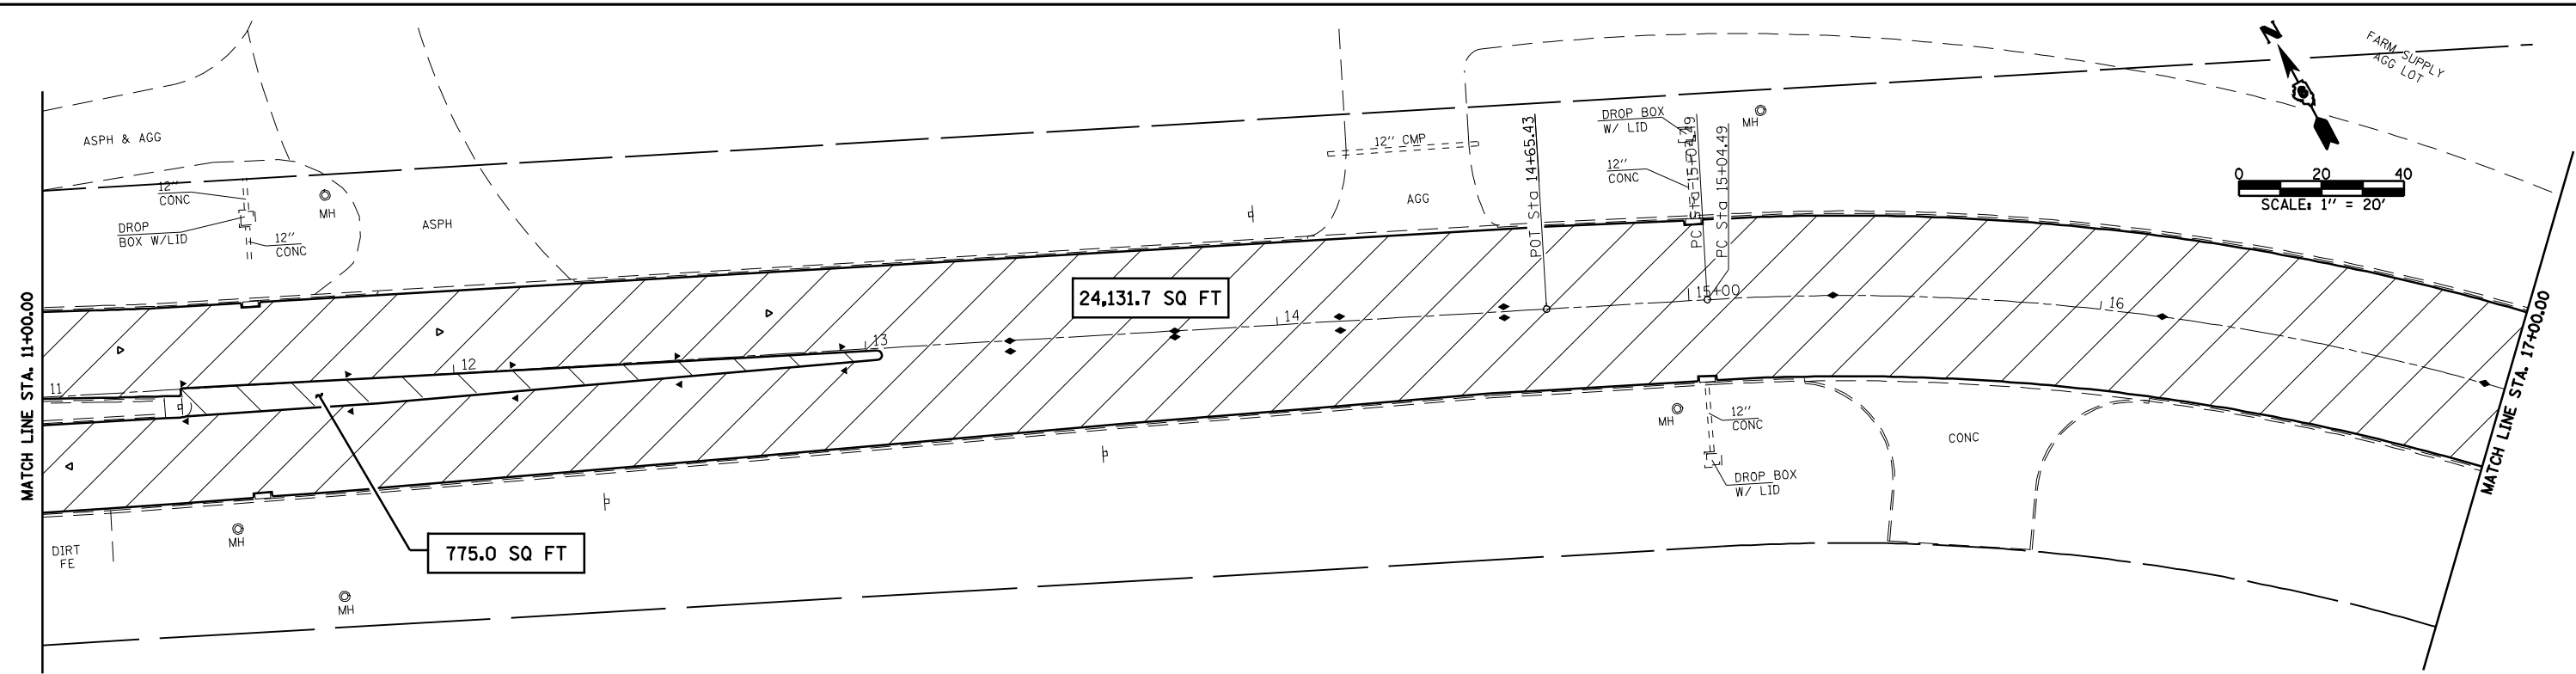 ASPH & AGG
12" CONC
DROP BOX W/LID
12" CONC
MH
ASPH
12" CMP
AGG
POT Sta 14+65.43
DROP BOX W/ LID
12" CONC
PC Sta 15+04.49
PC Sta 15+04.49
MH
N
FARM SUPPLY
AGG LOT
0 20 40
SCALE: 1" = 20'
MATCH LINE STA. 11+00.00
11
12
13
14
15+00
16
24,131.7 SQ FT
MATCH LINE STA. 17+00.00
775.0 SQ FT
DIRT
FE
MH
MH
MH
12" CONC
DROP BOX W/ LID
CONC